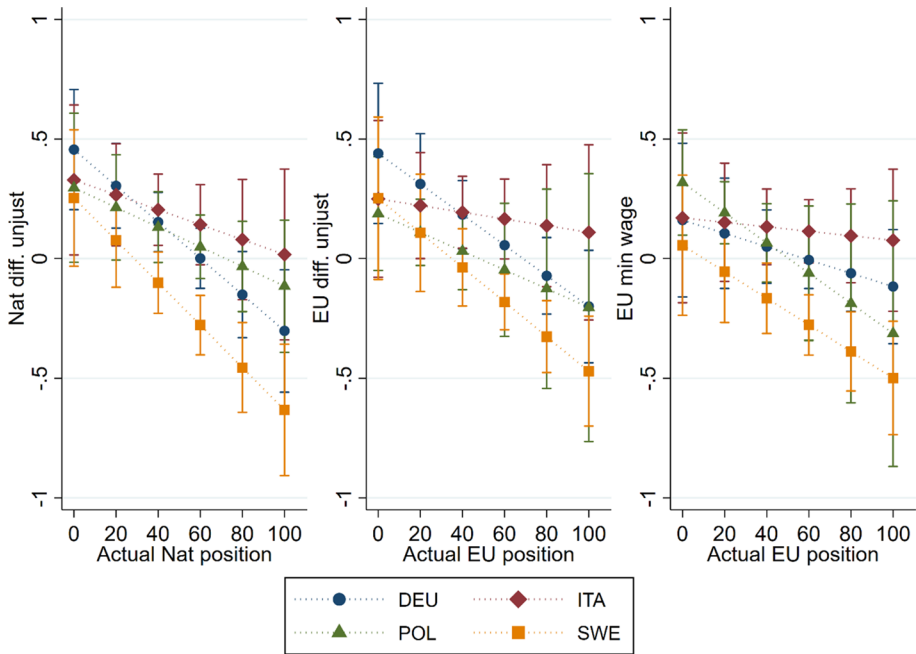 Nat diff. unjust
1
.5
0
-.5
-1
0 20 40 60 80 100
Actual Nat position
EU diff. unjust
1
.5
0
-.5
-1
0 20 40 60 80 100
Actual EU position
EU min wage
1
.5
0
-.5
-1
0 20 40 60 80 100
Actual EU position
DEU ITA
POL SWE